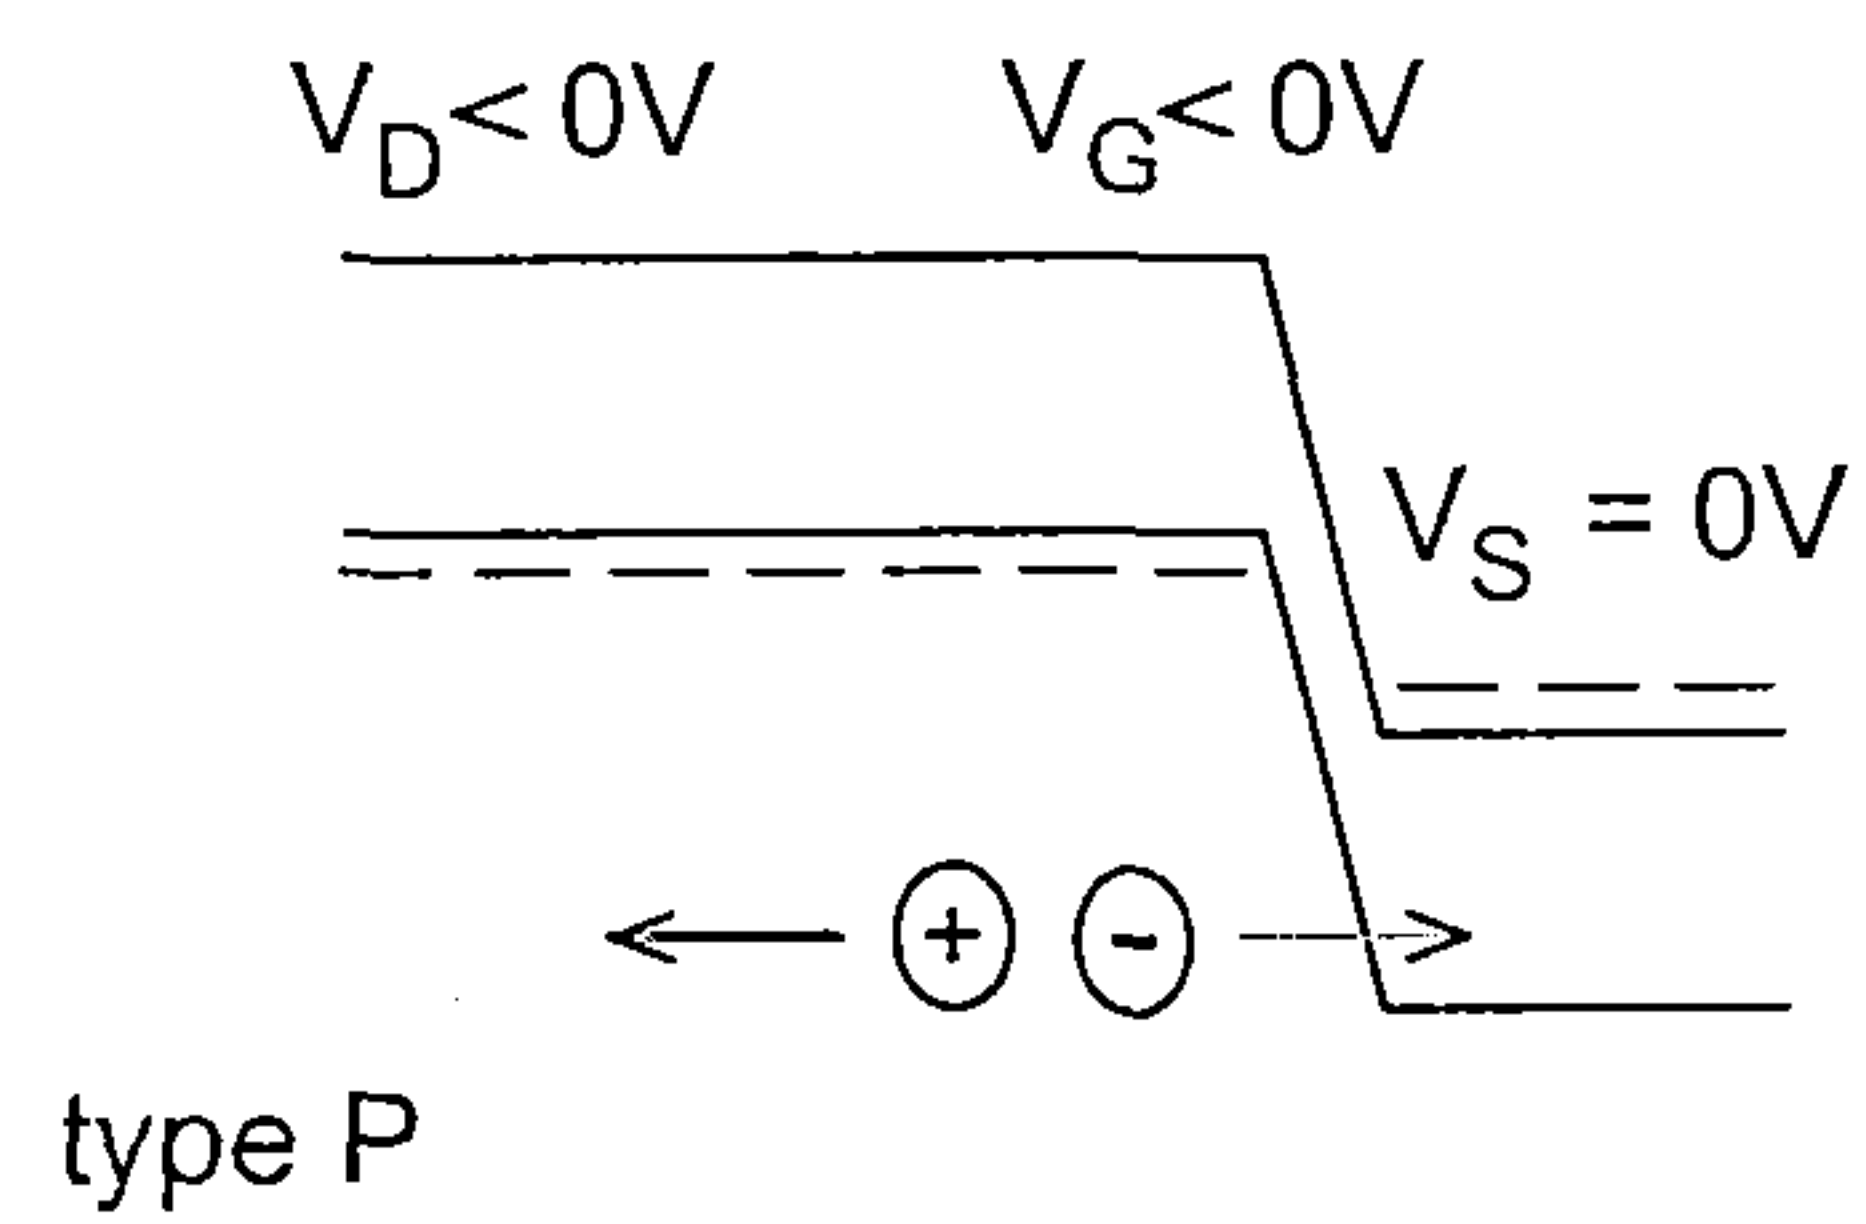 V_D < 0V V_G < 0V
V_S = 0V
+ -
type P